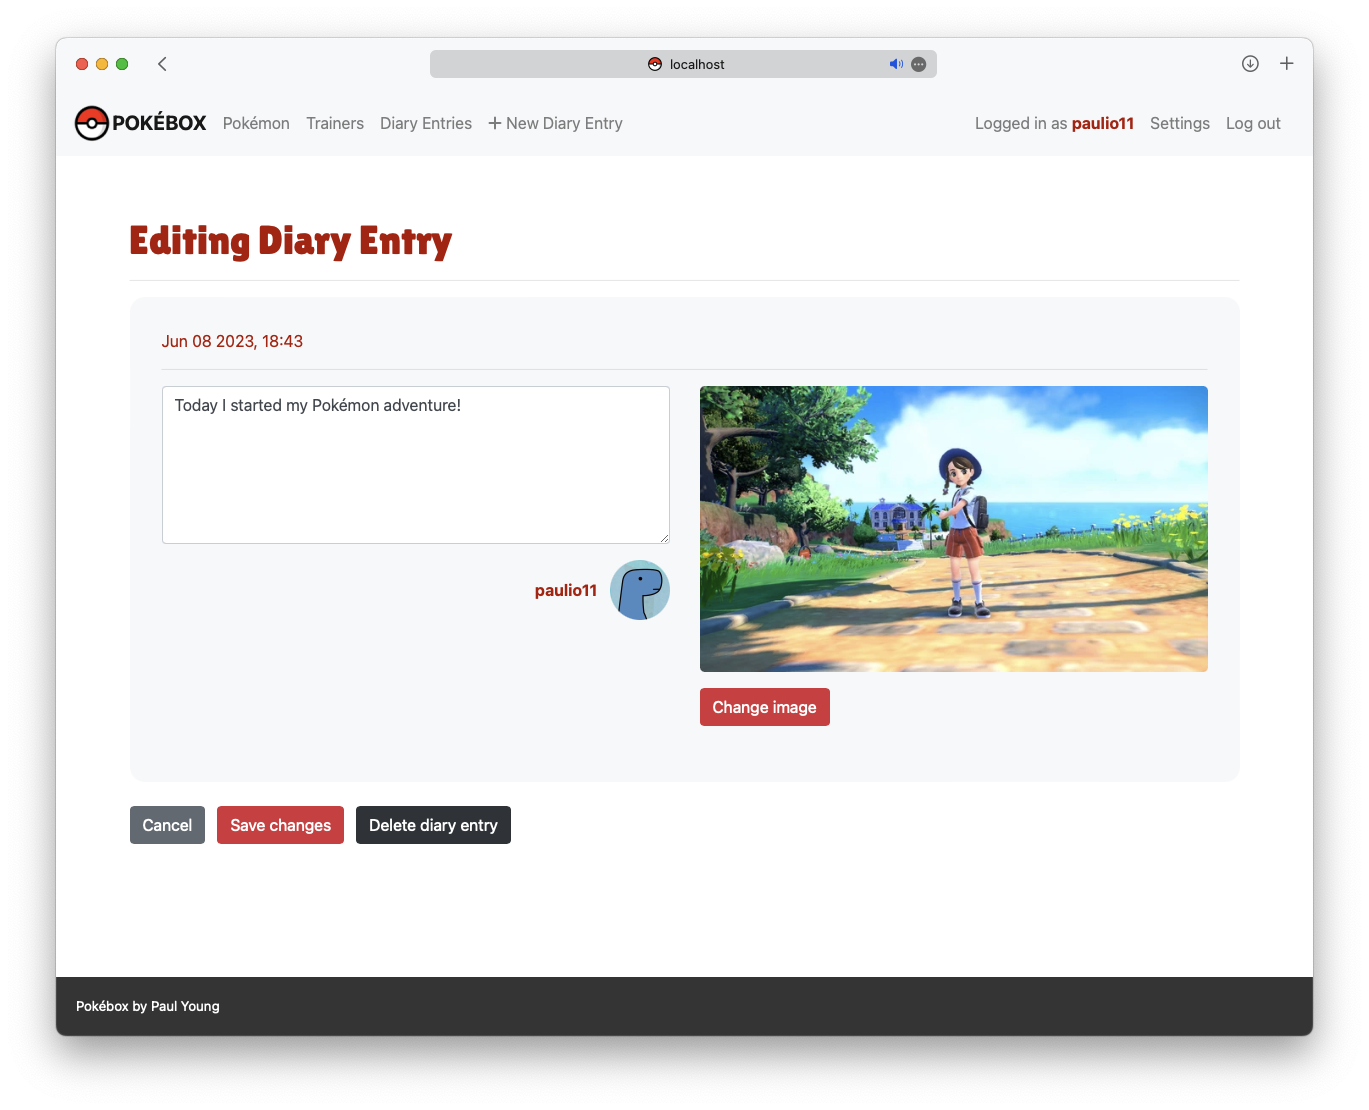 localhost
POKÉBOX Pokémon Trainers Diary Entries + New Diary Entry Logged in as paulio11 Settings Log out
Editing Diary Entry
Jun 08 2023, 18:43
Today I started my Pokémon adventure!
paulio11
Change image
Cancel Save changes Delete diary entry
Pokébox by Paul Young